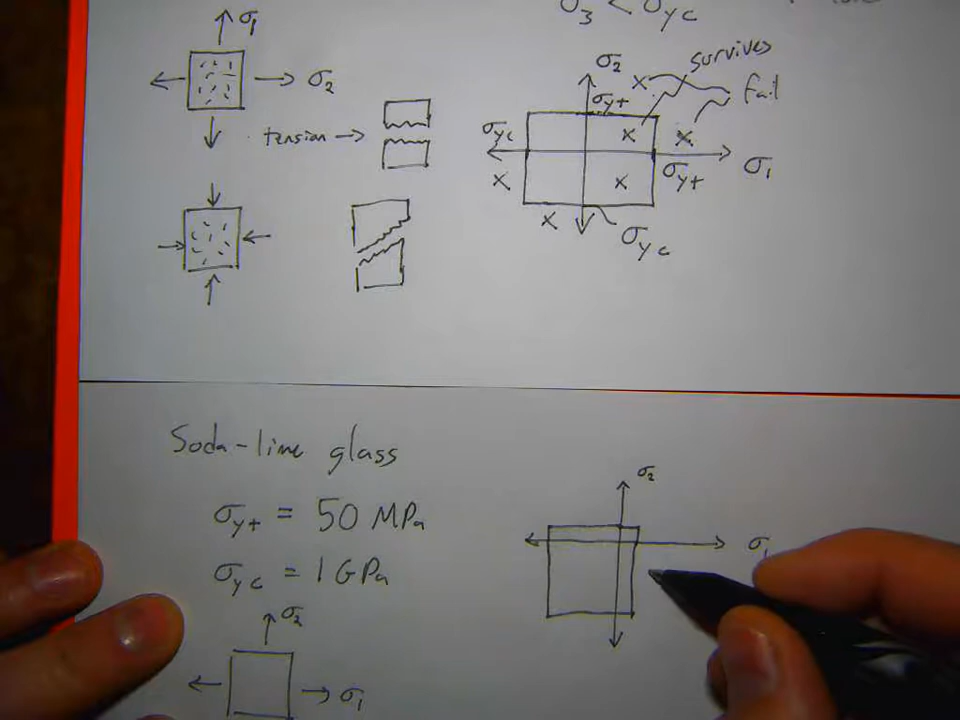 σ3 < σyc
σ1
σ2
σ2
survives
σy+
fail
σyc
tension →
σ1
σy+
σyc
Soda-lime glass
σ2
σy+ = 50 MPa
σ1
σyc = 1 GPa
σ2
σ1